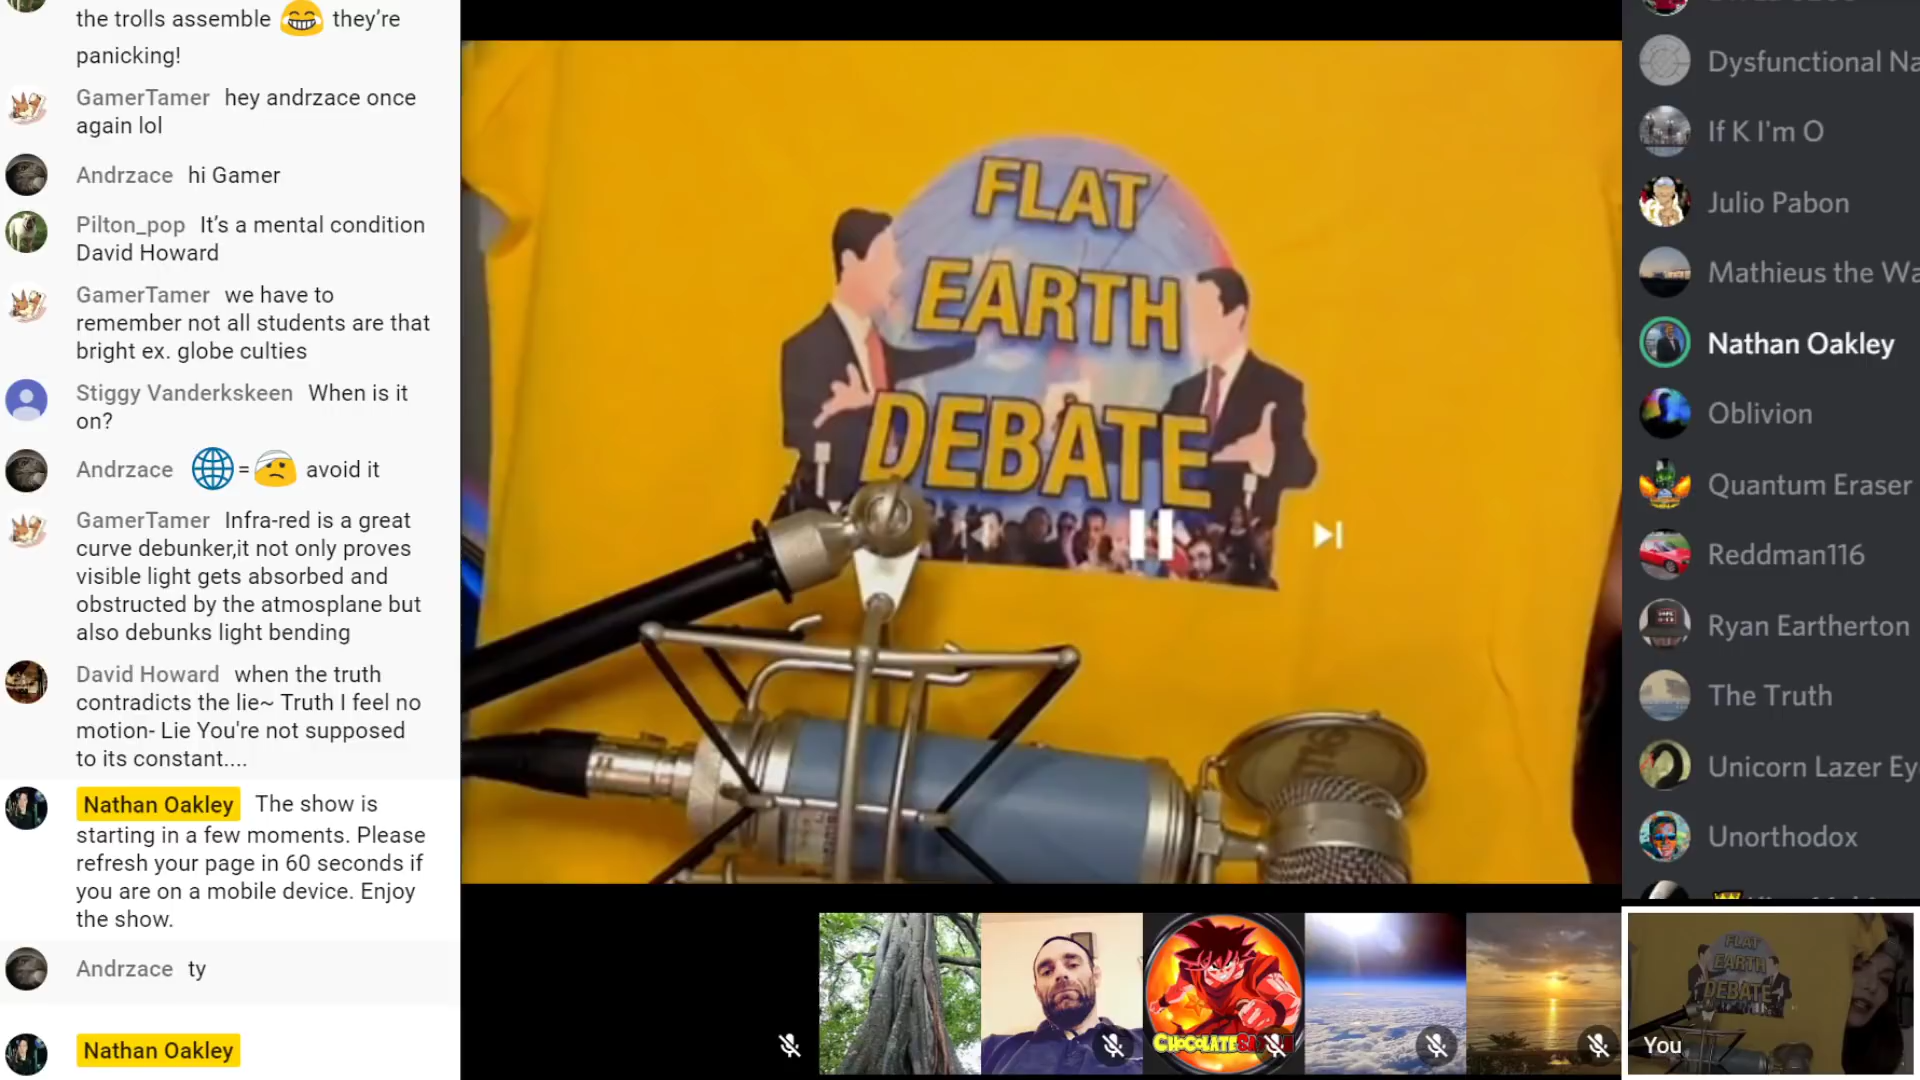 the trolls assemble 😂 they’re
panicking!
GamerTamer hey andrzace once
again lol
Andrzace hi Gamer
Pilton_pop It’s a mental condition
David Howard
GamerTamer we have to
remember not all students are that
bright ex. globe culties
Stiggy Vanderkskeen When is it
on?
Andrzace 🌐=🤕 avoid it
GamerTamer Infra-red is a great
curve debunker,it not only proves
visible light gets absorbed and
obstructed by the atmosplane but
also debunks light bending
David Howard when the truth
contradicts the lie~ Truth I feel no
motion- Lie You're not supposed
to its constant....
Nathan Oakley The show is
starting in a few moments. Please
refresh your page in 60 seconds if
you are on a mobile device. Enjoy
the show.
Andrzace ty
Nathan Oakley
FLAT
EARTH
DEBATE
Dysfunctional Na
If K I'm O
Julio Pabon
Mathieus the Wa
Nathan Oakley
Oblivion
Quantum Eraser
Reddman116
Ryan Eartherton
The Truth
Unicorn Lazer Ey
Unorthodox
FLAT
EARTH
DEBATE
You